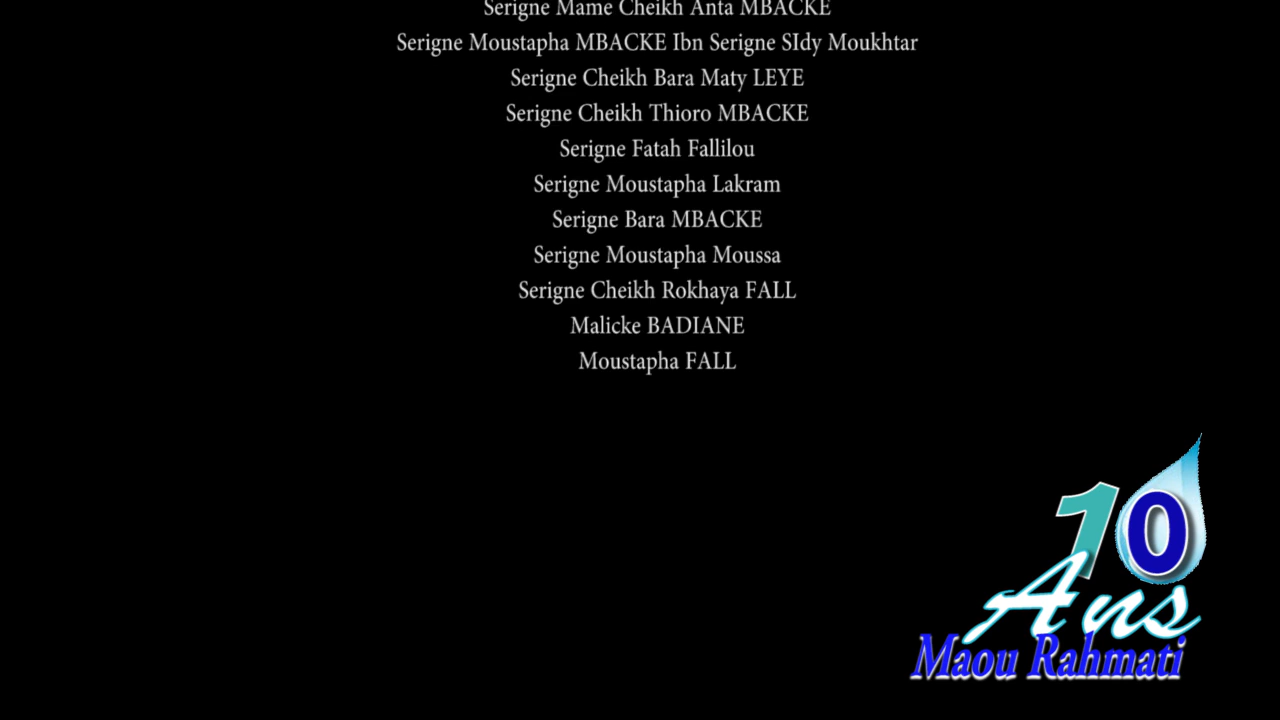 Serigne Mame Cheikh Anta MBACKE
Serigne Moustapha MBACKE Ibn Serigne SIdy Moukhtar
Serigne Cheikh Bara Maty LEYE
Serigne Cheikh Thioro MBACKE
Serigne Fatah Fallilou
Serigne Moustapha Lakram
Serigne Bara MBACKE
Serigne Moustapha Moussa
Serigne Cheikh Rokhaya FALL
Malicke BADIANE
Moustapha FALL
10
Ans
Maou Rahmati